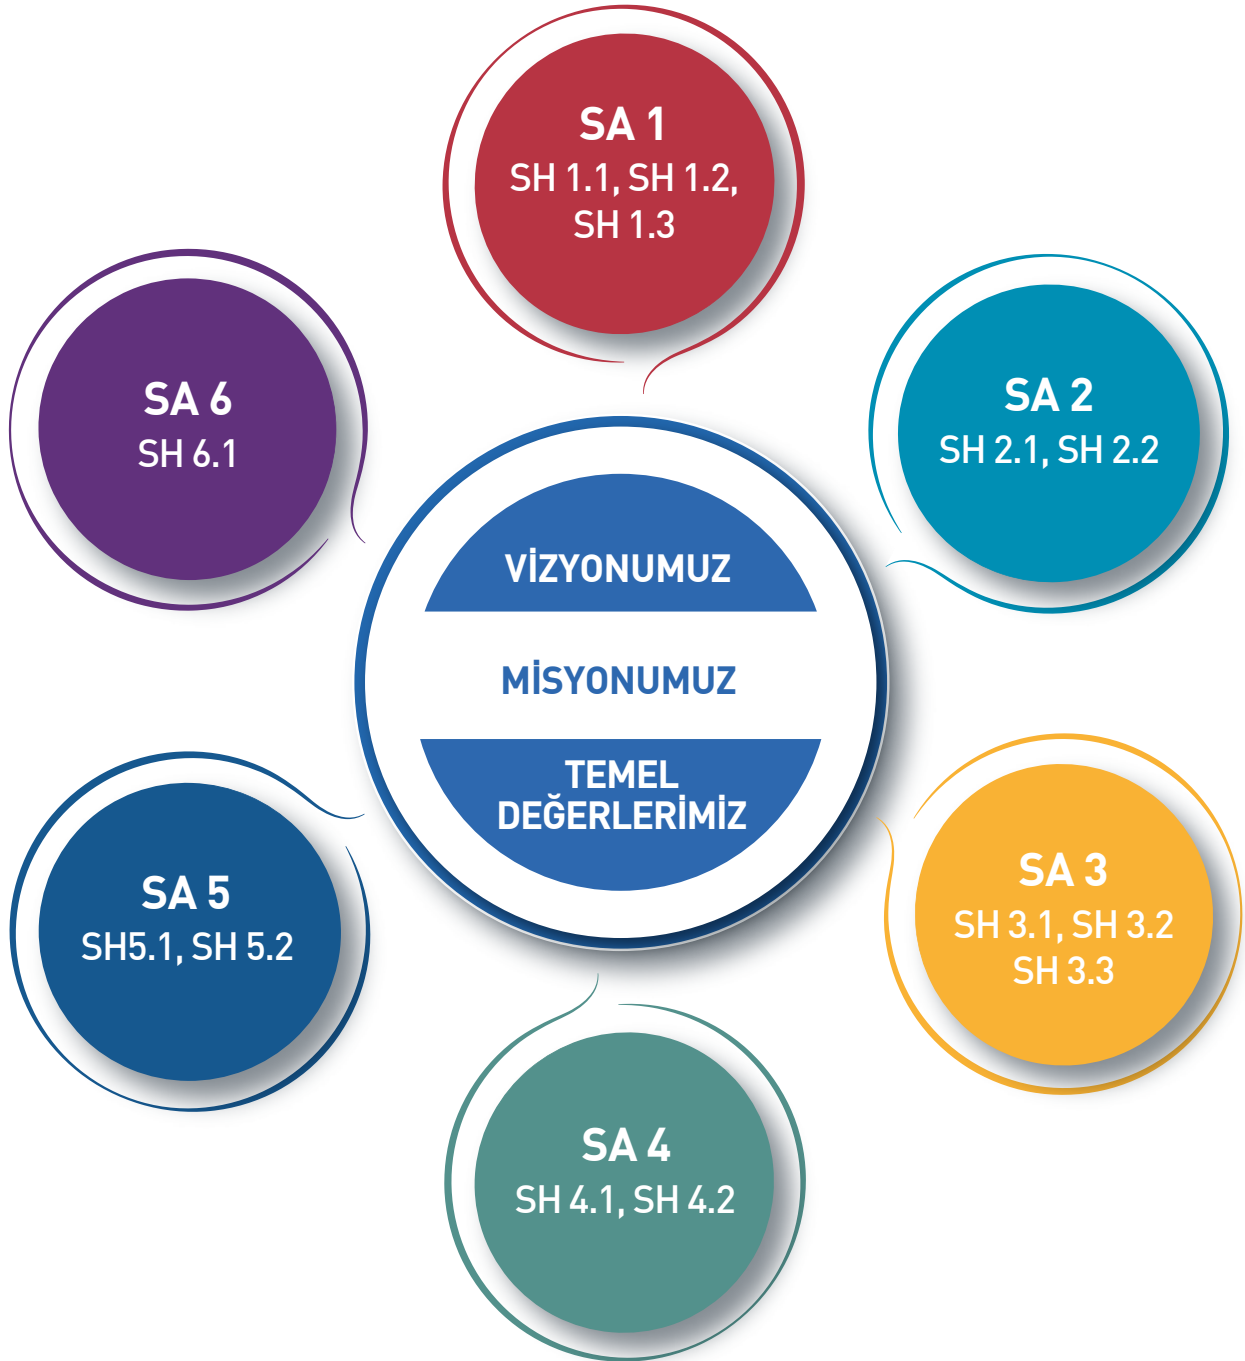 SA 1
SH 1.1, SH 1.2,
SH 1.3
SA 2
SH 2.1, SH 2.2
SA 3
SH 3.1, SH 3.2
SH 3.3
SA 4
SH 4.1, SH 4.2
SA 5
SH5.1, SH 5.2
SA 6
SH 6.1
VİZYONUMUZ
MİSYONUMUZ
TEMEL
DEĞERLERİMİZ